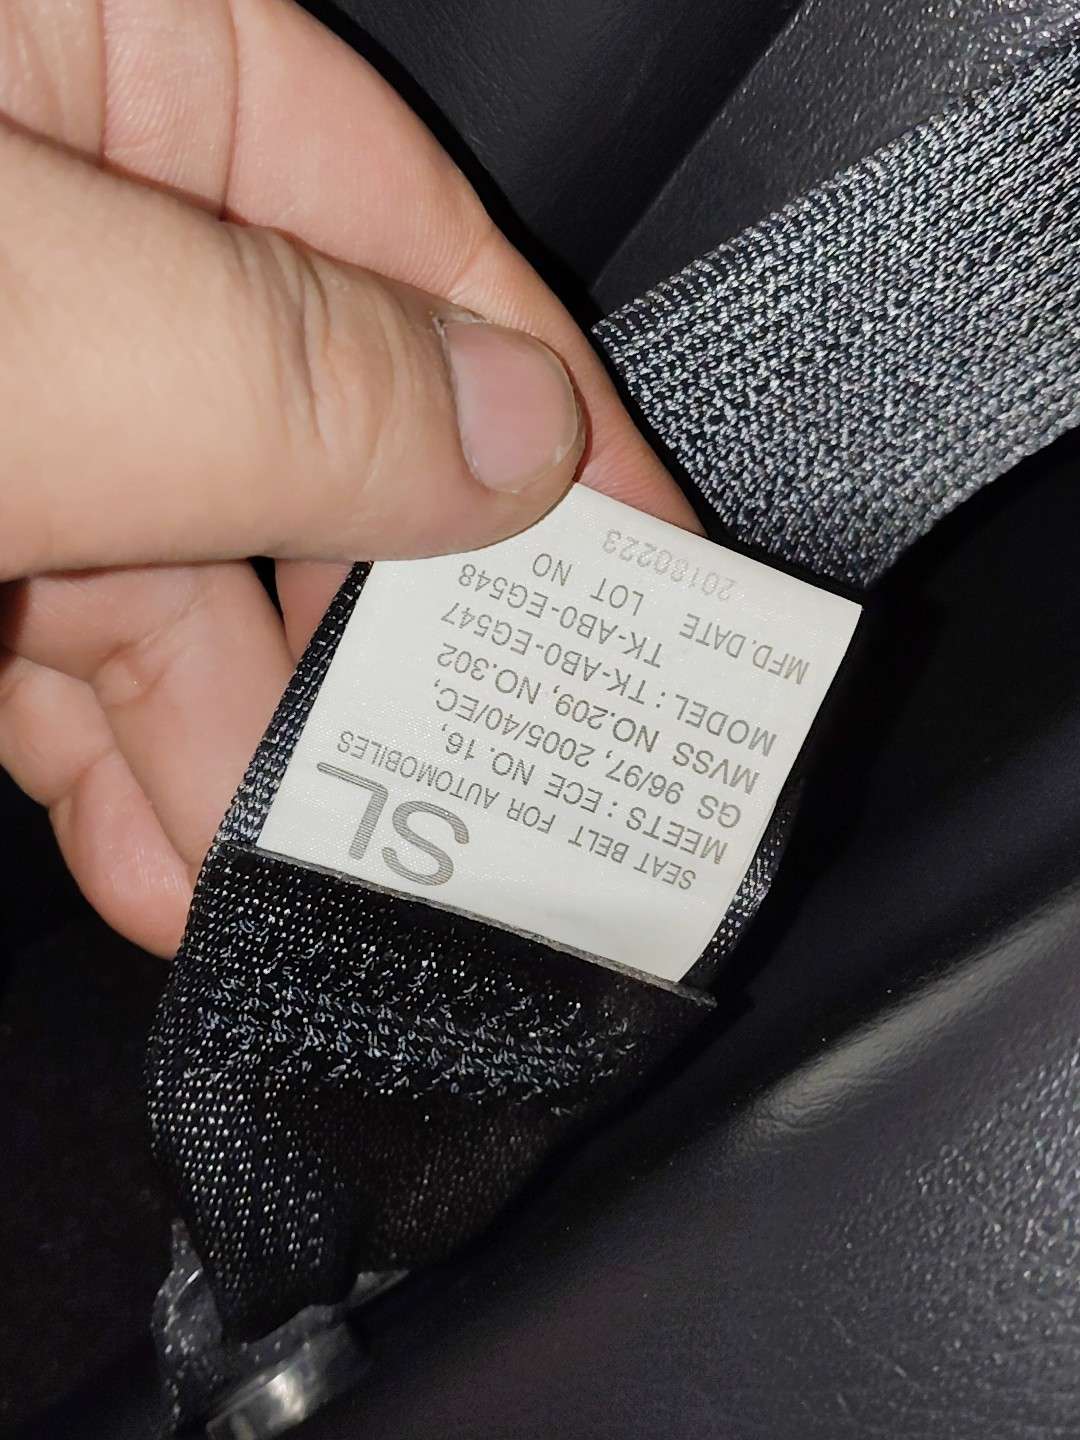 SL
SEAT BELT FOR AUTOMOBILES
MEETS : ECE NO. 16,
GS 96/97, 2005/40/EC,
MVSS NO.209, NO.302
MODEL : TK-AB0-EG547
TK-AB0-EG548
MFD.DATE LOT NO
20180223